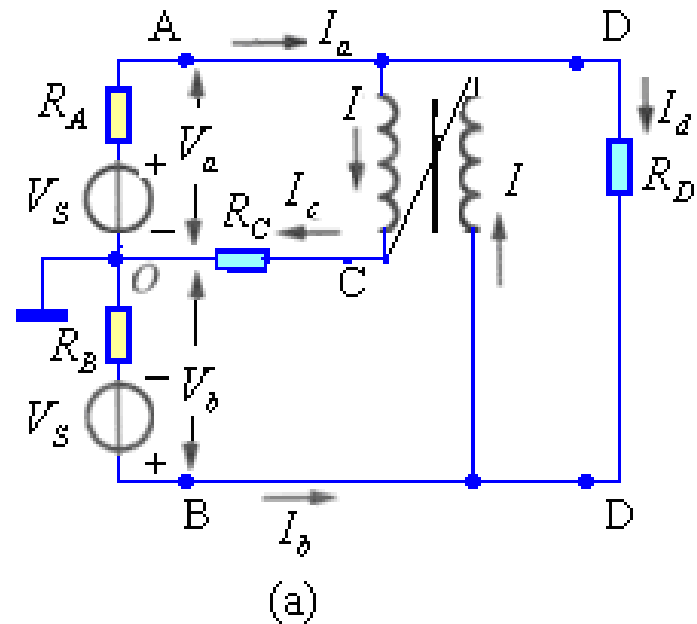 A
I_a
D
R_A
I
I_d
V_a
+
V_S
R_D
R_C
I_c
I
−
O
C
R_B
−
V_b
V_S
+
B
I_b
D
(a)